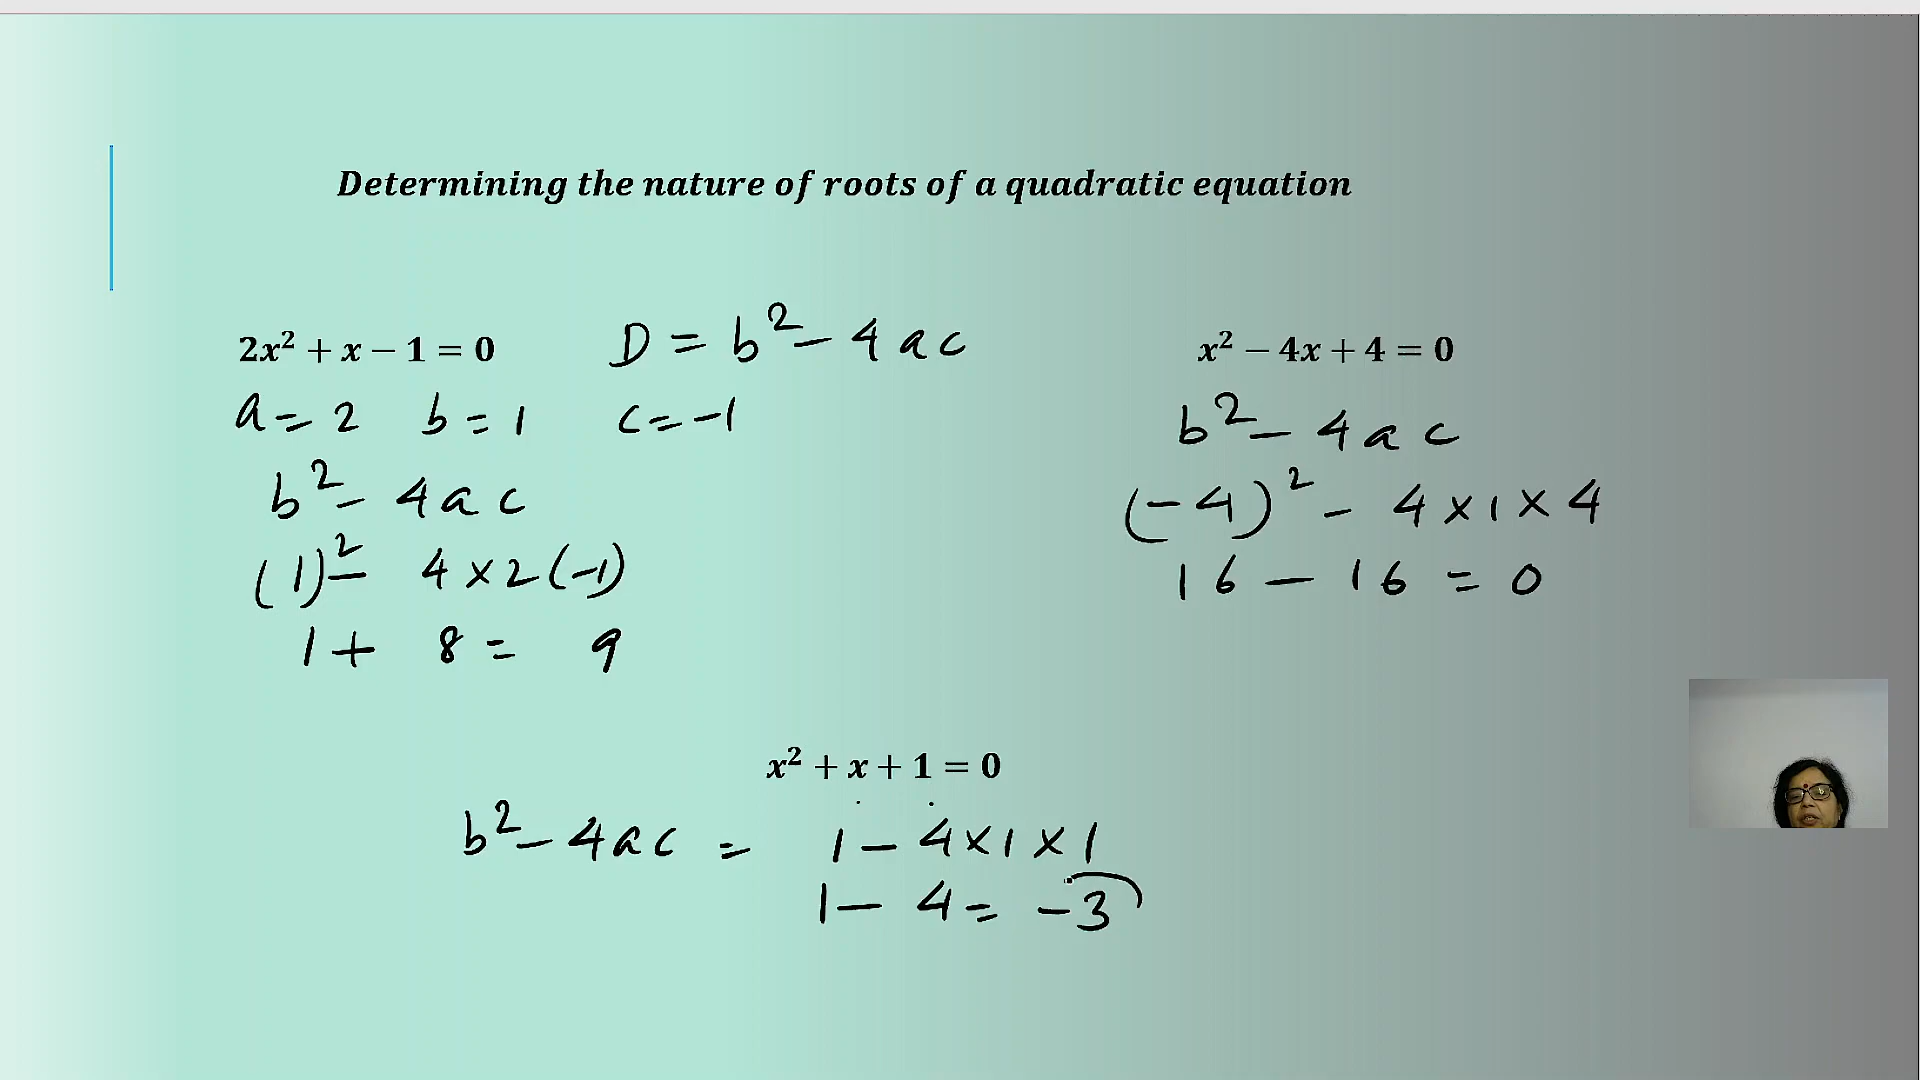 Determining the nature of roots of a quadratic equation
2x² + x − 1 = 0
D = b² − 4ac
a = 2 b = 1 c = −1
b² − 4ac
(1)² − 4 × 2 (−1)
1 + 8 = 9
x² − 4x + 4 = 0
b² − 4ac
(−4)² − 4 × 1 × 4
16 − 16 = 0
x² + x + 1 = 0
b² − 4ac = 1 − 4 × 1 × 1
1 − 4 = −3